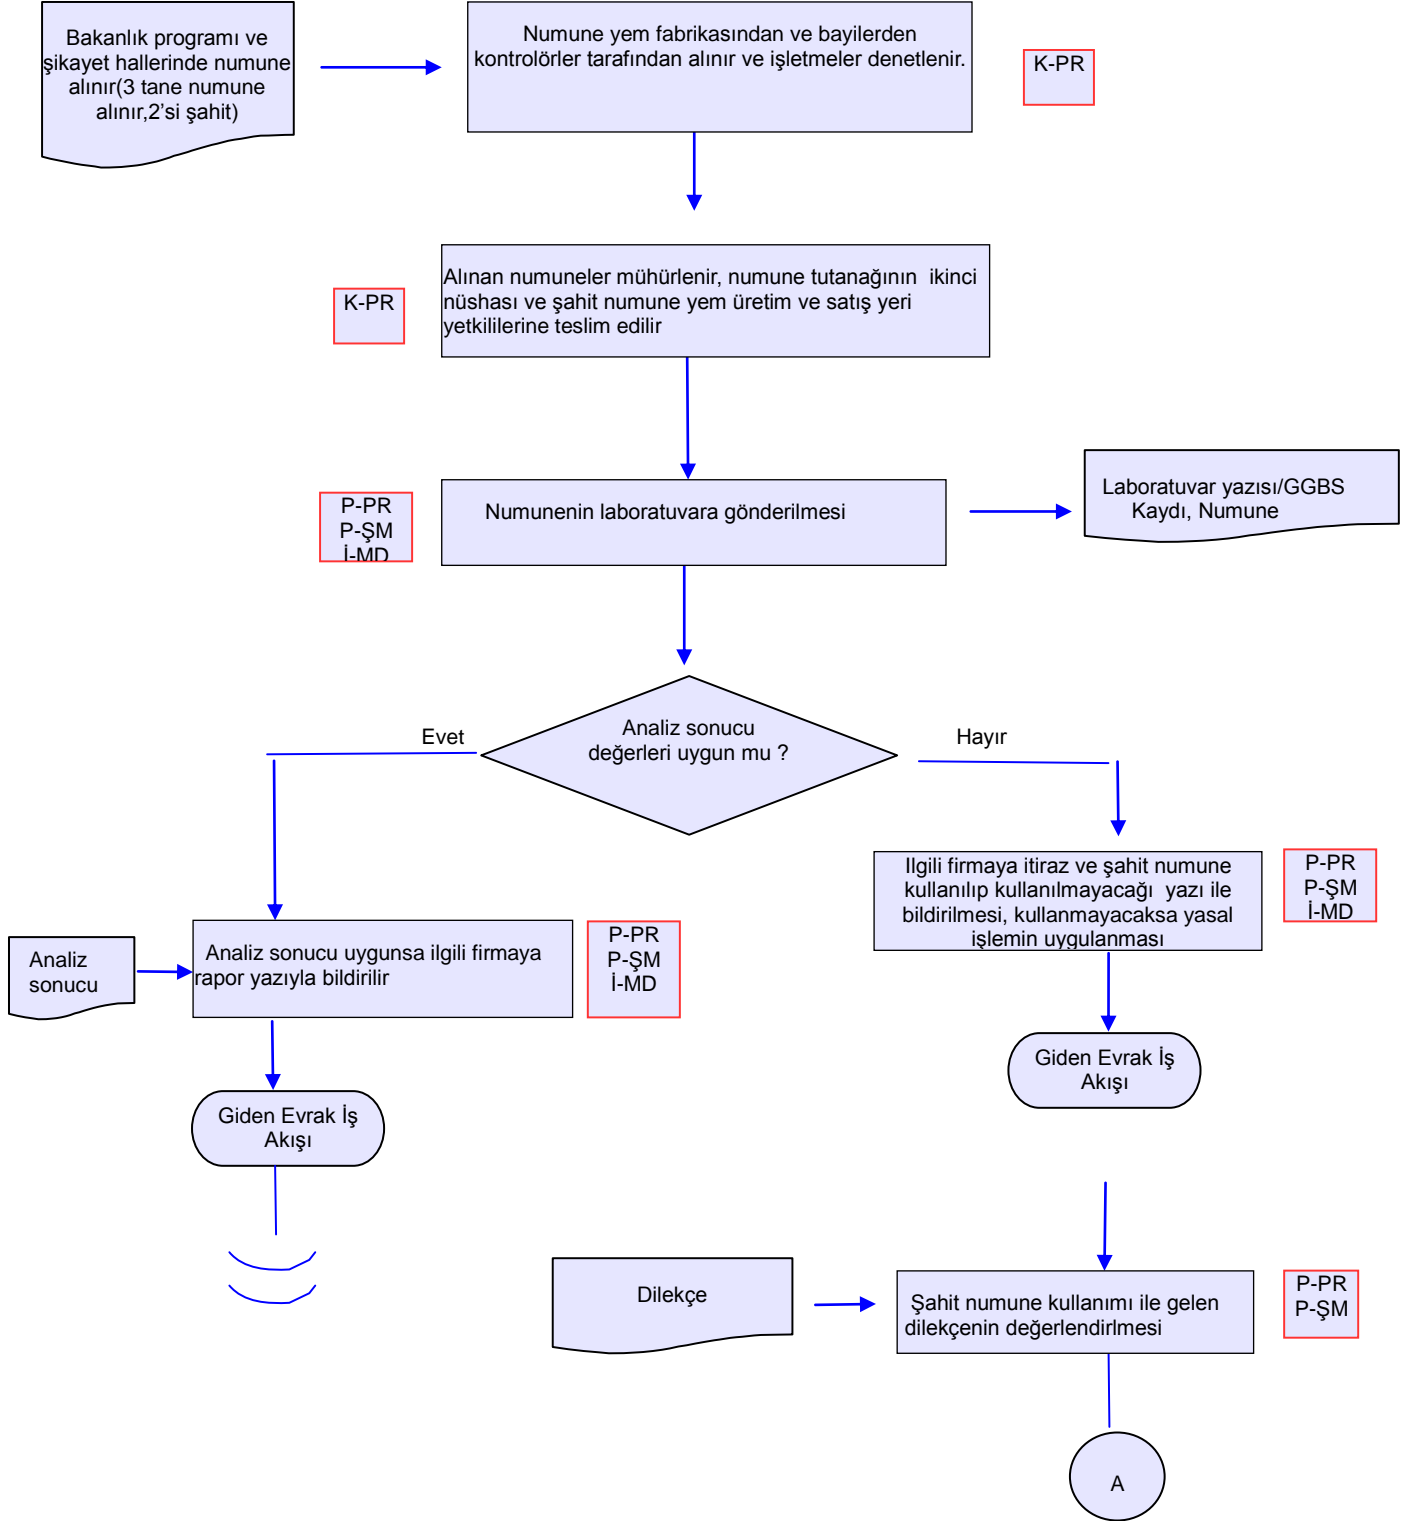 Bakanlık programı ve
şikayet hallerinde numune
alınır(3 tane numune
alınır,2'si şahit)
Numune yem fabrikasından ve bayilerden
kontrolörler tarafından alınır ve işletmeler denetlenir.
K-PR
K-PR
Alınan numuneler mühürlenir, numune tutanağının  ikinci
nüshası ve şahit numune yem üretim ve satış yeri
yetkililerine teslim edilir
P-PR
P-ŞM
İ-MD
Numunenin laboratuvara gönderilmesi
Laboratuvar yazısı/GGBS
Kaydı, Numune
Evet
Analiz sonucu
değerleri uygun mu ?
Hayır
Ilgili firmaya itiraz ve şahit numune
kullanılıp kullanılmayacağı  yazı ile
bildirilmesi, kullanmayacaksa yasal
işlemin uygulanması
P-PR
P-ŞM
İ-MD
Analiz
sonucu
Analiz sonucu uygunsa ilgili firmaya
rapor yazıyla bildirilir
P-PR
P-ŞM
İ-MD
Giden Evrak İş
Akışı
Giden Evrak İş
Akışı
Dilekçe
Şahit numune kullanımı ile gelen
dilekçenin değerlendirlmesi
P-PR
P-ŞM
A